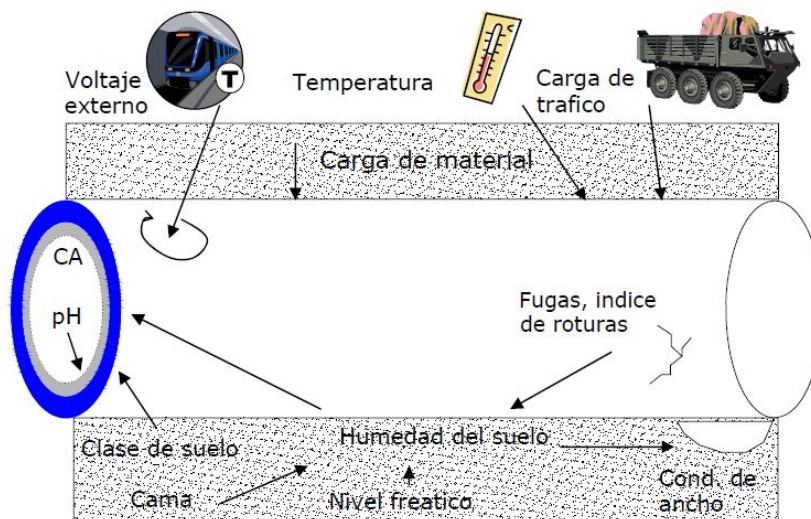 Voltaje
externo
T
Temperatura
C
Carga de
trafico
Carga de material
CA
pH
Fugas, indice
de roturas
Clase de suelo
Humedad del suelo
Cama
Nivel freatico
Cond. de
ancho